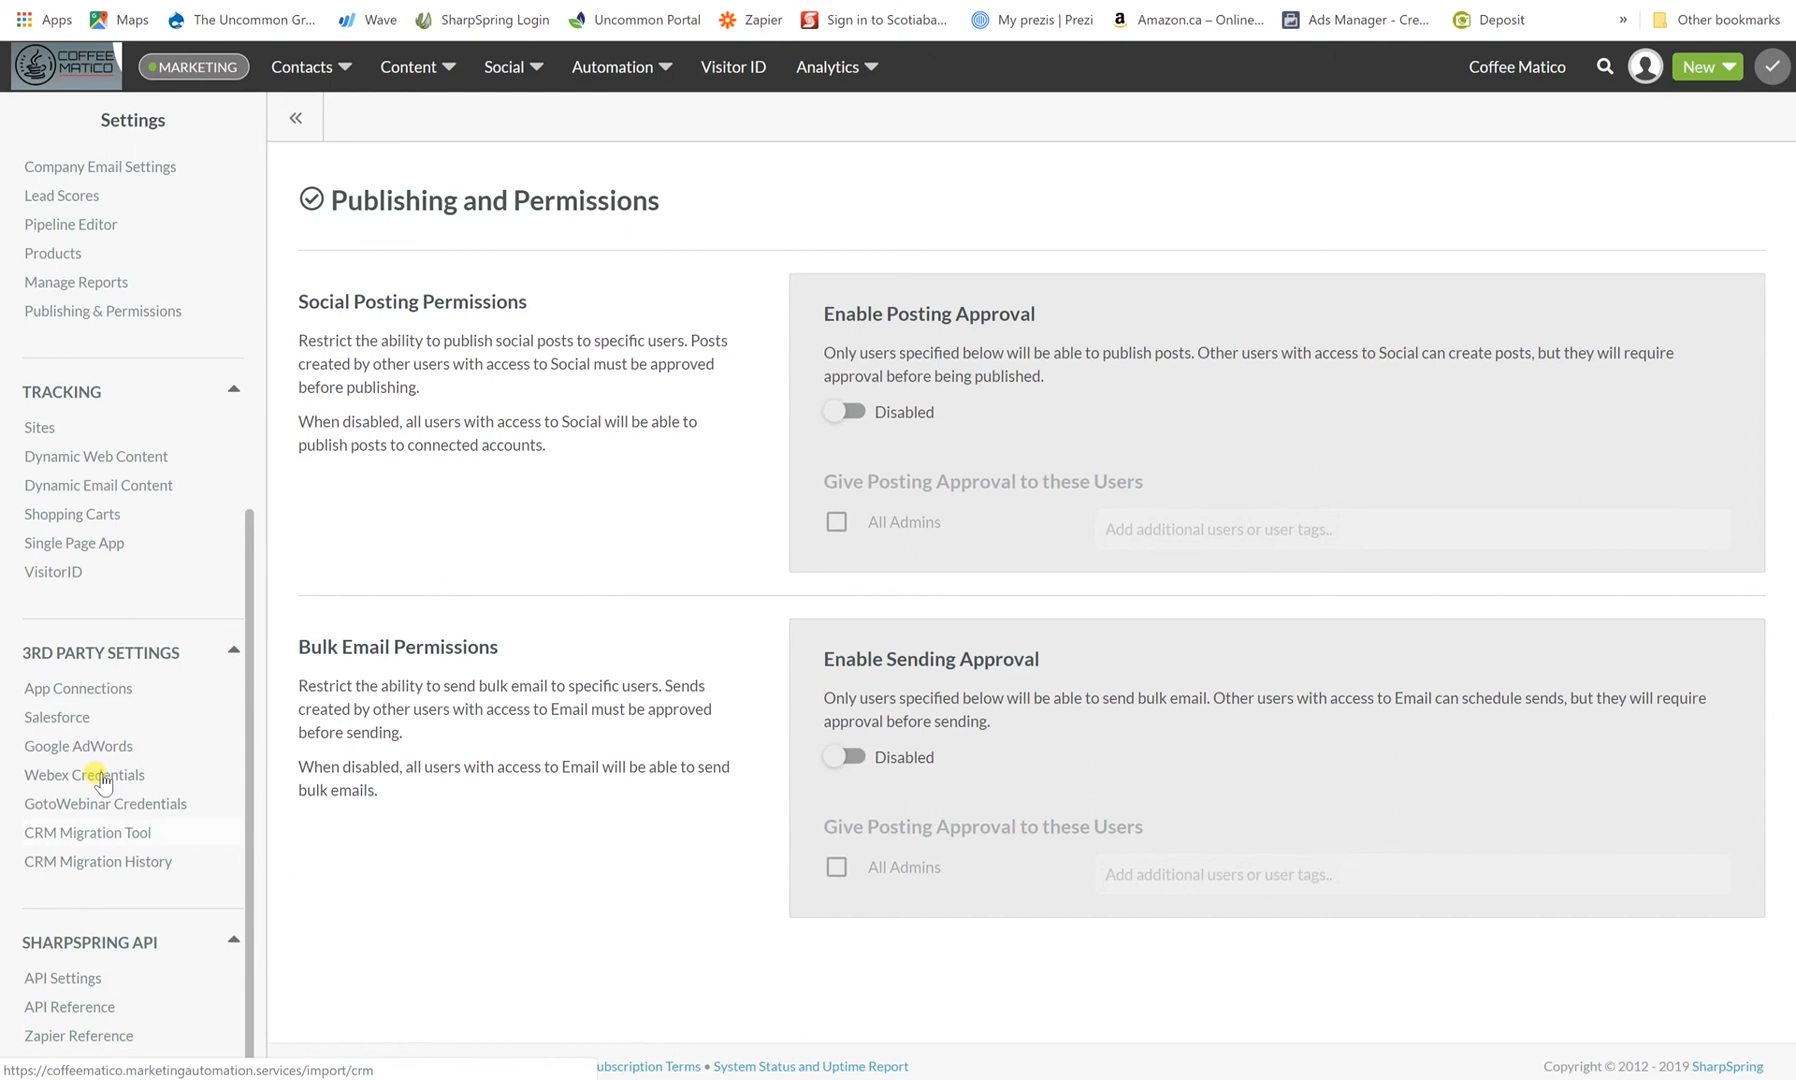 Apps
Maps
The Uncommon Gr...
Wave
SharpSpring Login
Uncommon Portal
Zapier
Sign in to Scotiaba...
My prezis | Prezi
Amazon.ca – Online...
Ads Manager - Cre...
Deposit
»
Other bookmarks
COFFEE MATICO
MARKETING
Contacts
Content
Social
Automation
Visitor ID
Analytics
Coffee Matico
New
Settings
Company Email Settings
Lead Scores
Pipeline Editor
Products
Manage Reports
Publishing & Permissions
TRACKING
Sites
Dynamic Web Content
Dynamic Email Content
Shopping Carts
Single Page App
VisitorID
3RD PARTY SETTINGS
App Connections
Salesforce
Google AdWords
Webex Credentials
GotoWebinar Credentials
CRM Migration Tool
CRM Migration History
SHARPSPRING API
API Settings
API Reference
Zapier Reference
https://coffeematico.marketingautomation.services/import/crm
Publishing and Permissions
Social Posting Permissions
Restrict the ability to publish social posts to specific users. Posts
created by other users with access to Social must be approved
before publishing.
When disabled, all users with access to Social will be able to
publish posts to connected accounts.
Enable Posting Approval
Only users specified below will be able to publish posts. Other users with access to Social can create posts, but they will require
approval before being published.
Disabled
Give Posting Approval to these Users
All Admins
Add additional users or user tags..
Bulk Email Permissions
Restrict the ability to send bulk email to specific users. Sends
created by other users with access to Email must be approved
before sending.
When disabled, all users with access to Email will be able to send
bulk emails.
Enable Sending Approval
Only users specified below will be able to send bulk email. Other users with access to Email can schedule sends, but they will require
approval before sending.
Disabled
Give Posting Approval to these Users
All Admins
Add additional users or user tags..
ubscription Terms • System Status and Uptime Report
Copyright © 2012 - 2019 SharpSpring